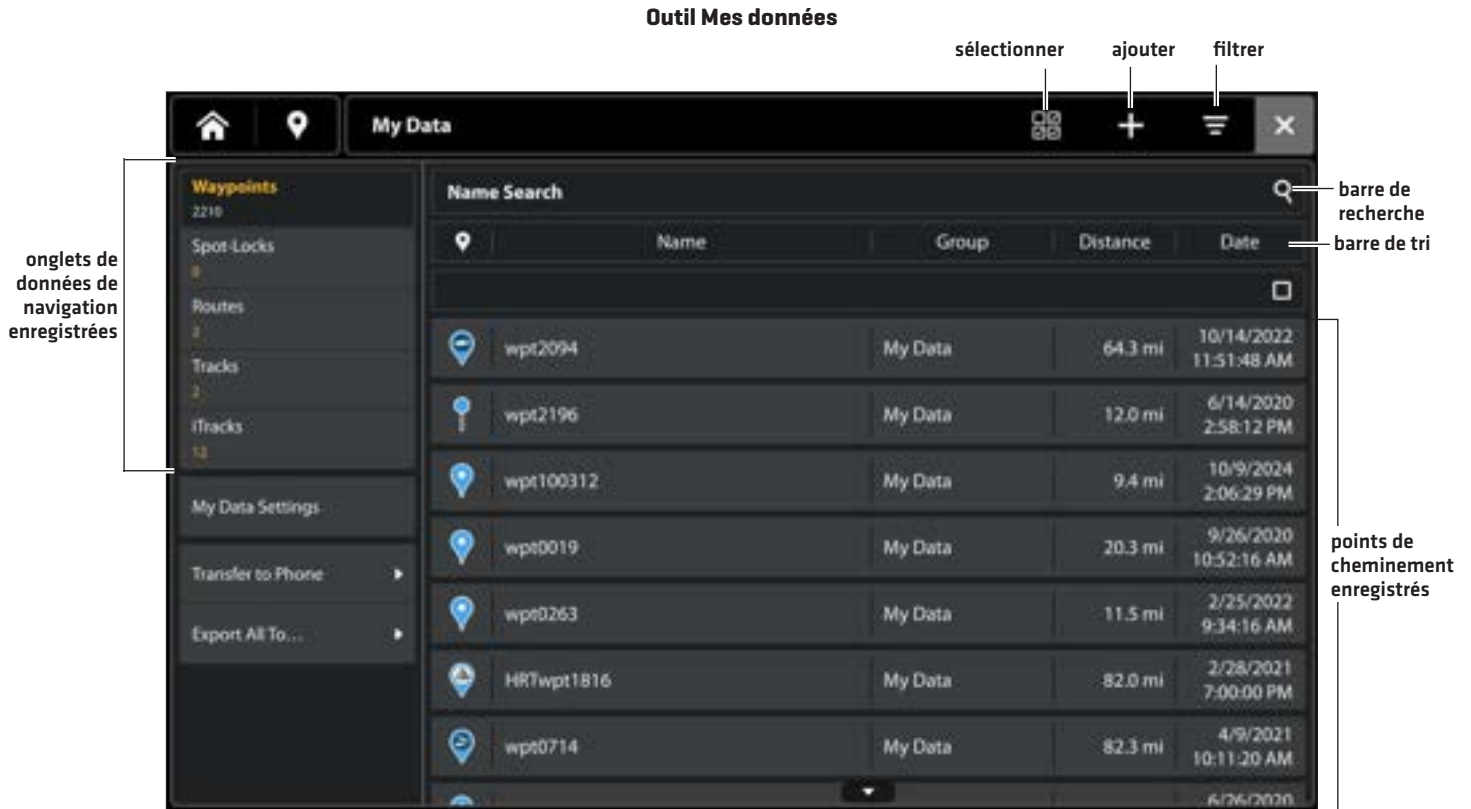 Outil Mes données
sélectionner ajouter filtrer
My Data
Waypoints
2210
Spot-Locks
0
Routes
2
Tracks
2
iTracks
12
My Data Settings
Transfer to Phone
Export All To...
onglets de
données de
navigation
enregistrées
Name Search
barre de
recherche
Name Group Distance Date
barre de tri
wpt2094 My Data 64.3 mi 10/14/2022 11:51:48 AM
wpt2196 My Data 12.0 mi 6/14/2020 2:58:12 PM
wpt100312 My Data 9.4 mi 10/9/2024 2:06:29 PM
wpt0019 My Data 20.3 mi 9/26/2020 10:52:16 AM
wpt0263 My Data 11.5 mi 2/25/2022 9:34:16 AM
HRTwpt1816 My Data 82.0 mi 2/28/2021 7:00:00 PM
wpt0714 My Data 82.3 mi 4/9/2021 10:11:20 AM
6/26/2020
points de
cheminement
enregistrés